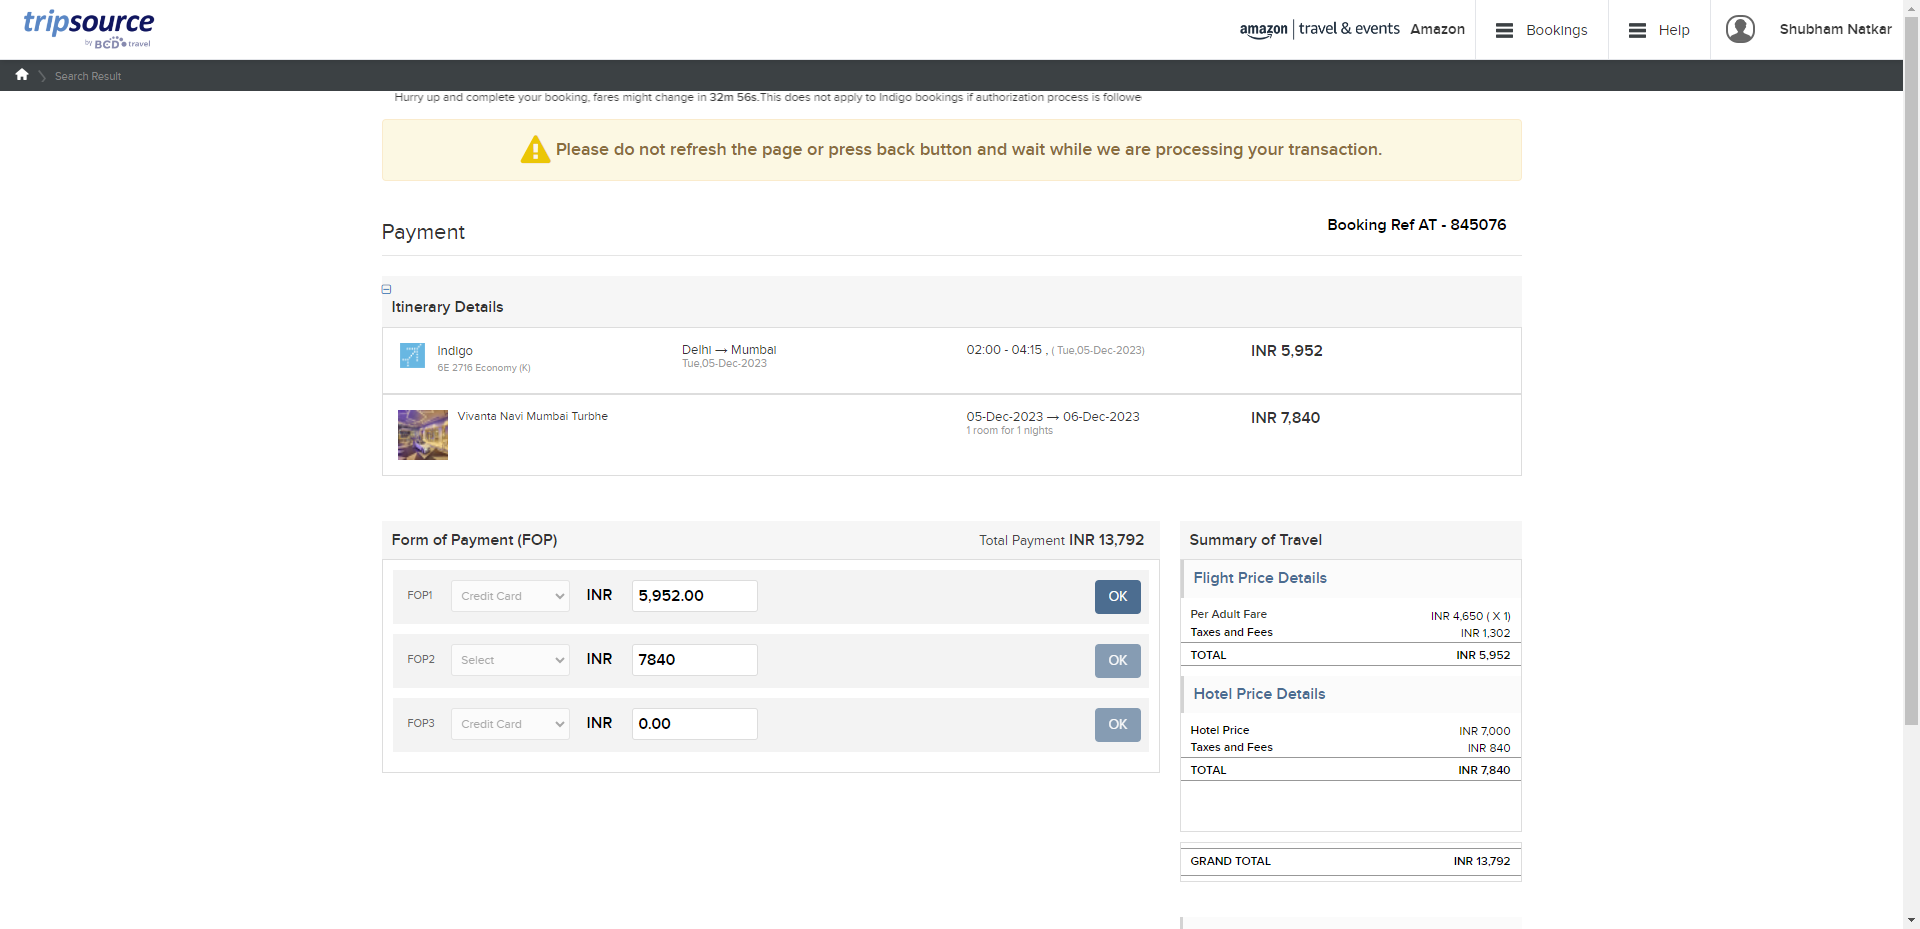 tripsource
by BCD travel
amazon | travel & events Amazon
Bookings
Help
Shubham Natkar
Search Result
Hurry up and complete your booking, fares might change in 32m 56s.This does not apply to Indigo bookings if authorization process is followe
Please do not refresh the page or press back button and wait while we are processing your transaction.
Payment
Booking Ref AT - 845076
Itinerary Details
Indigo
6E 2716 Economy (K)
Delhi → Mumbai
Tue,05-Dec-2023
02:00 - 04:15 , ( Tue,05-Dec-2023)
INR 5,952
Vivanta Navi Mumbai Turbhe
05-Dec-2023 → 06-Dec-2023
1 room for 1 nights
INR 7,840
Form of Payment (FOP)
Total Payment INR 13,792
FOP1 Credit Card INR 5,952.00 OK
FOP2 Select INR 7840 OK
FOP3 Credit Card INR 0.00 OK
Summary of Travel
Flight Price Details
Per Adult Fare INR 4,650 ( X 1)
Taxes and Fees INR 1,302
TOTAL INR 5,952
Hotel Price Details
Hotel Price INR 7,000
Taxes and Fees INR 840
TOTAL INR 7,840
GRAND TOTAL INR 13,792